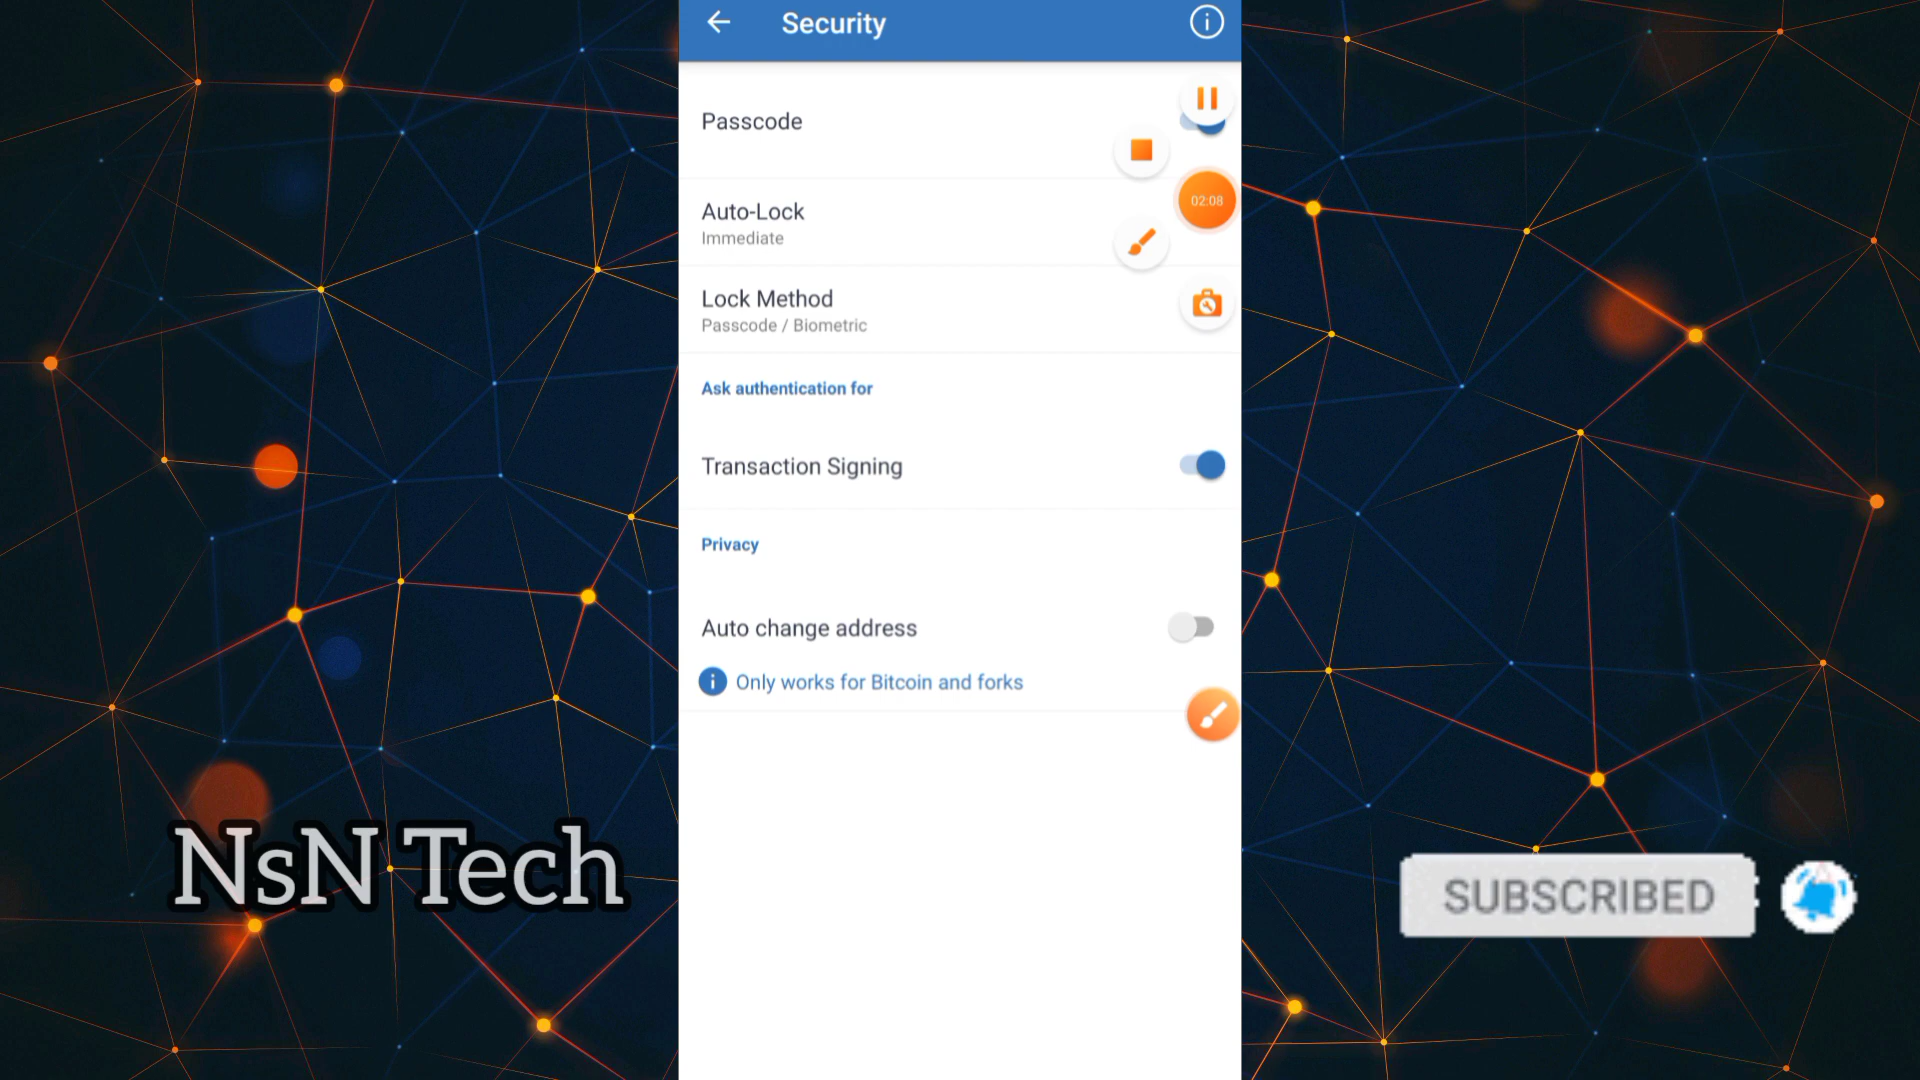 Security
Passcode
Auto-Lock
02:08
Immediate
Lock Method
Passcode / Biometric
Ask authentication for
Transaction Signing
Privacy
Auto change address
Only works for Bitcoin and forks
NsN Tech
SUBSCRIBED